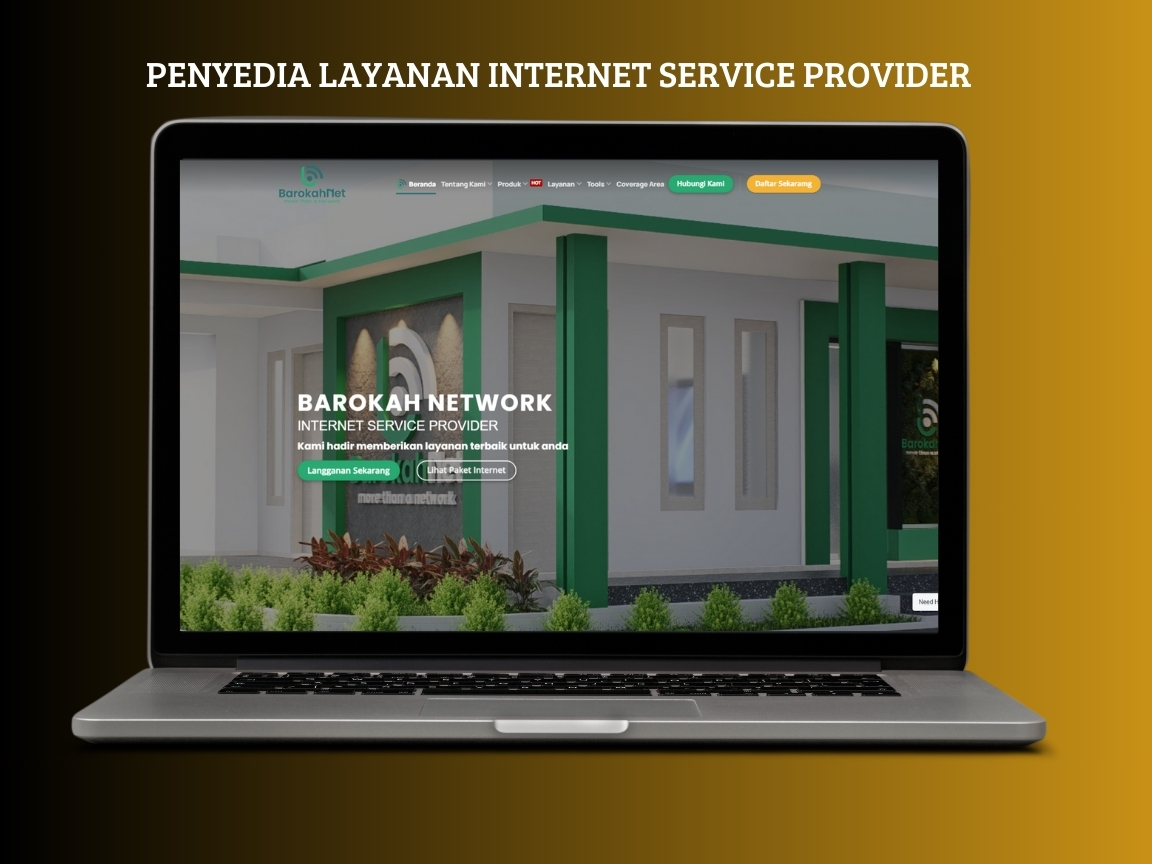 PENYEDIA LAYANAN INTERNET SERVICE PROVIDER
BarokahNet
Beranda Tentang Kami Produk HOT Layanan Tools Coverage Area Hubungi Kami Daftar Sekarang
BAROKAH NETWORK
INTERNET SERVICE PROVIDER
Kami hadir memberikan layanan terbaik untuk anda
Langganan Sekarang Lihat Paket Internet
more than a network
Need H